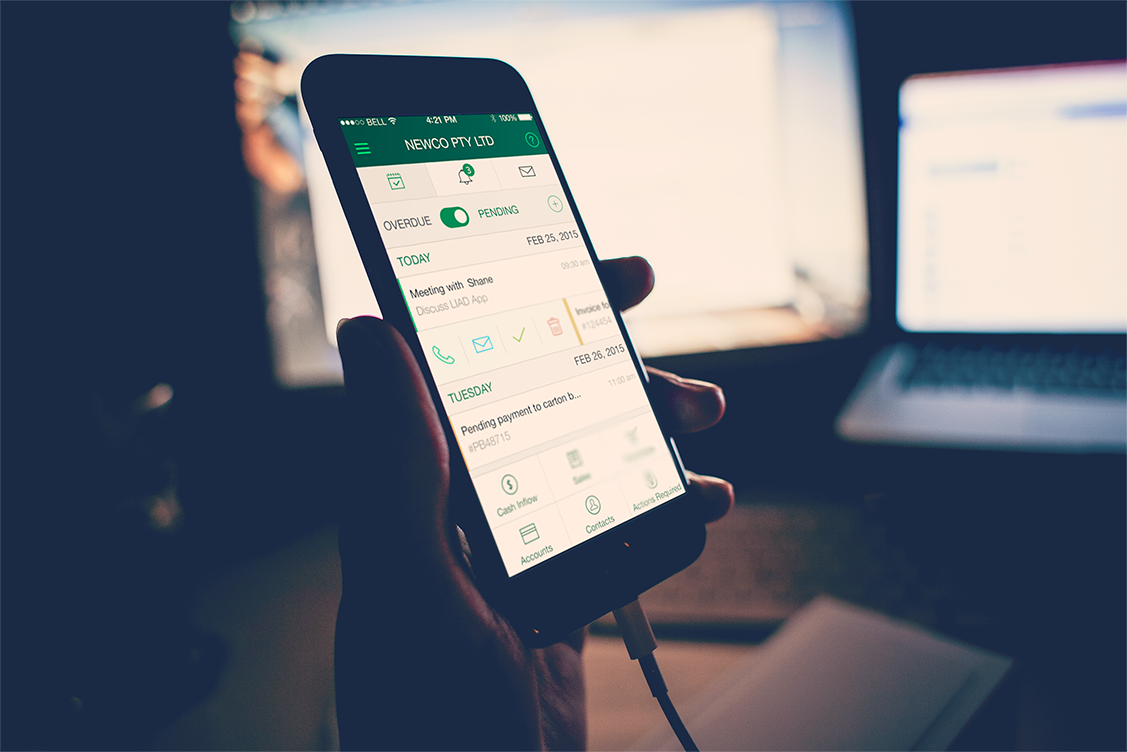 BELL 4:21 PM 100%
NEWCO PTY LTD ?
3
OVERDUE PENDING
TODAY FEB 25, 2015
Meeting with Shane 09:30 am
Discuss LIAD App
Invoice fo
#124454
TUESDAY FEB 26, 2015
Pending payment to carton b... 11:00 am
#PB48715
Cash Inflow Sales
Accounts Contacts Actions Required